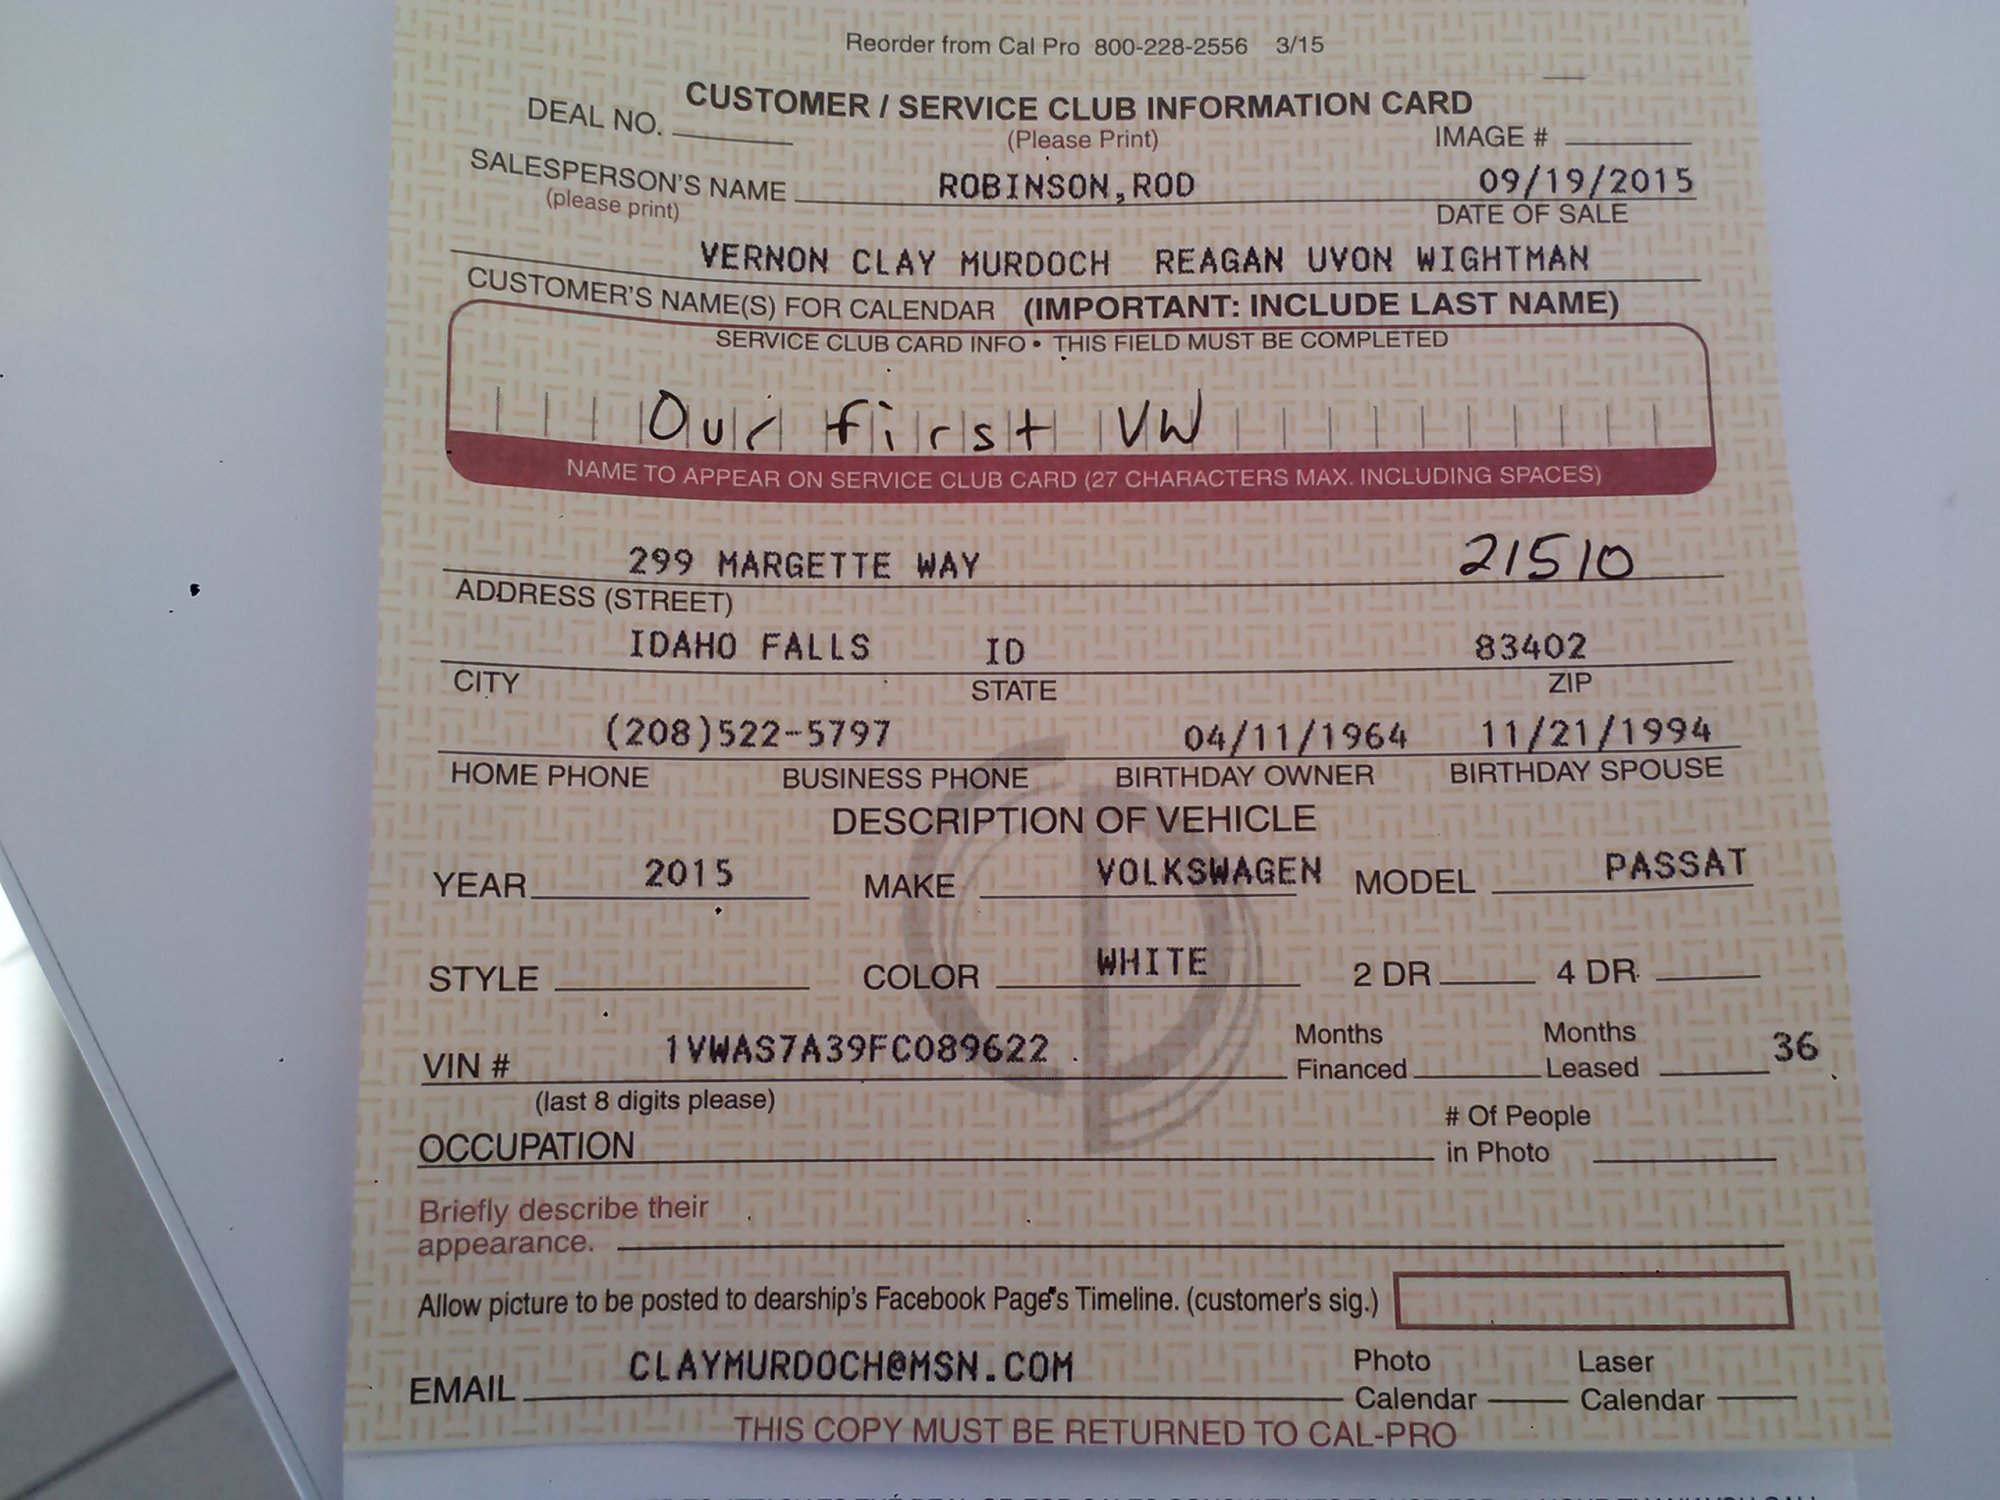 Reorder from Cal Pro 800-228-2556 3/15
CUSTOMER / SERVICE CLUB INFORMATION CARD
DEAL NO. (Please Print) IMAGE #
SALESPERSON'S NAME ROBINSON,ROD 09/19/2015
(please print) DATE OF SALE
VERNON CLAY MURDOCH REAGAN UVON WIGHTMAN
CUSTOMER'S NAME(S) FOR CALENDAR (IMPORTANT: INCLUDE LAST NAME)
SERVICE CLUB CARD INFO • THIS FIELD MUST BE COMPLETED
Our first VW
NAME TO APPEAR ON SERVICE CLUB CARD (27 CHARACTERS MAX. INCLUDING SPACES)
299 MARGETTE WAY 21510
ADDRESS (STREET)
IDAHO FALLS ID 83402
CITY STATE ZIP
(208)522-5797 04/11/1964 11/21/1994
HOME PHONE BUSINESS PHONE BIRTHDAY OWNER BIRTHDAY SPOUSE
DESCRIPTION OF VEHICLE
YEAR 2015 MAKE VOLKSWAGEN MODEL PASSAT
STYLE COLOR WHITE 2 DR 4 DR
VIN # 1VWAS7A39FC089622 Months Financed Months Leased 36
(last 8 digits please)
OCCUPATION # Of People in Photo
Briefly describe their
appearance.
Allow picture to be posted to dearship's Facebook Page's Timeline. (customer's sig.)
EMAIL CLAYMURDOCH@MSN.COM Photo Calendar Laser Calendar
THIS COPY MUST BE RETURNED TO CAL-PRO